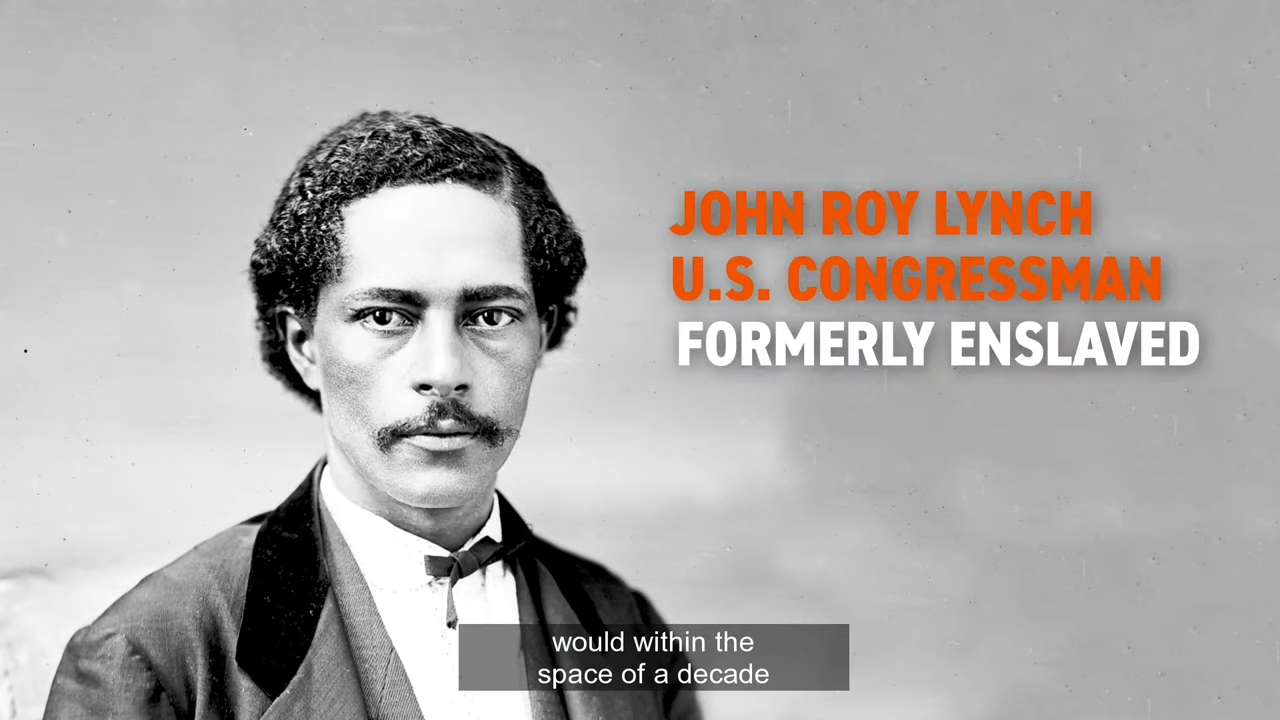 JOHN ROY LYNCH
U.S. CONGRESSMAN
FORMERLY ENSLAVED
would within the
space of a decade